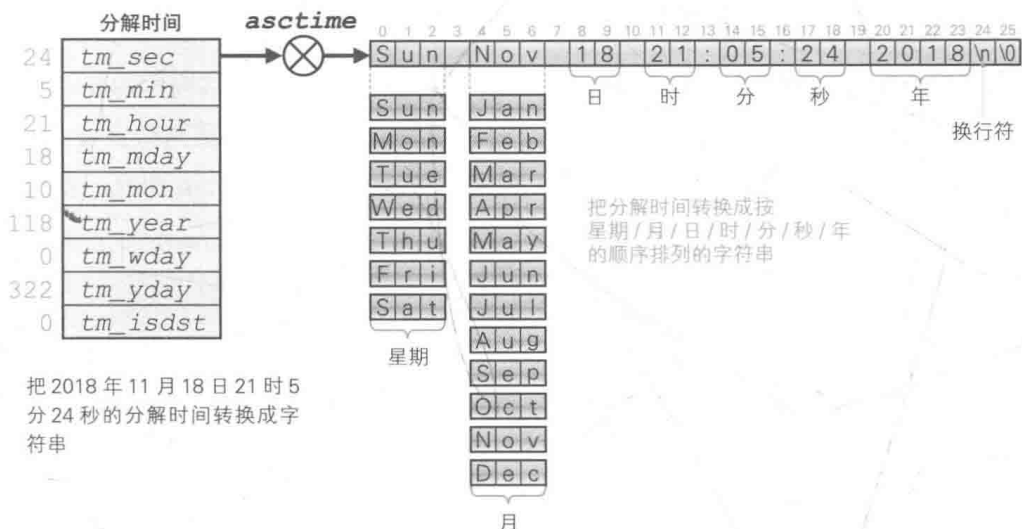 分解时间
asctime
24 tm_sec
5 tm_min
21 tm_hour
18 tm_mday
10 tm_mon
118 tm_year
0 tm_wday
322 tm_yday
0 tm_isdst
0 1 2 3 4 5 6 7 8 9 10 11 12 13 14 15 16 17 18 19 20 21 22 23 24 25
Sun Nov 18 21:05:24 2018\n\0
日 时 分 秒 年
换行符
Sun
Mon
Tue
Wed
Thu
Fri
Sat
星期
Jan
Feb
Mar
Apr
May
Jun
Jul
Aug
Sep
Oct
Nov
Dec
月
把分解时间转换成按
星期/月/日/时/分/秒/年
的顺序排列的字符串
把2018年11月18日21时5
分24秒的分解时间转换成字
符串